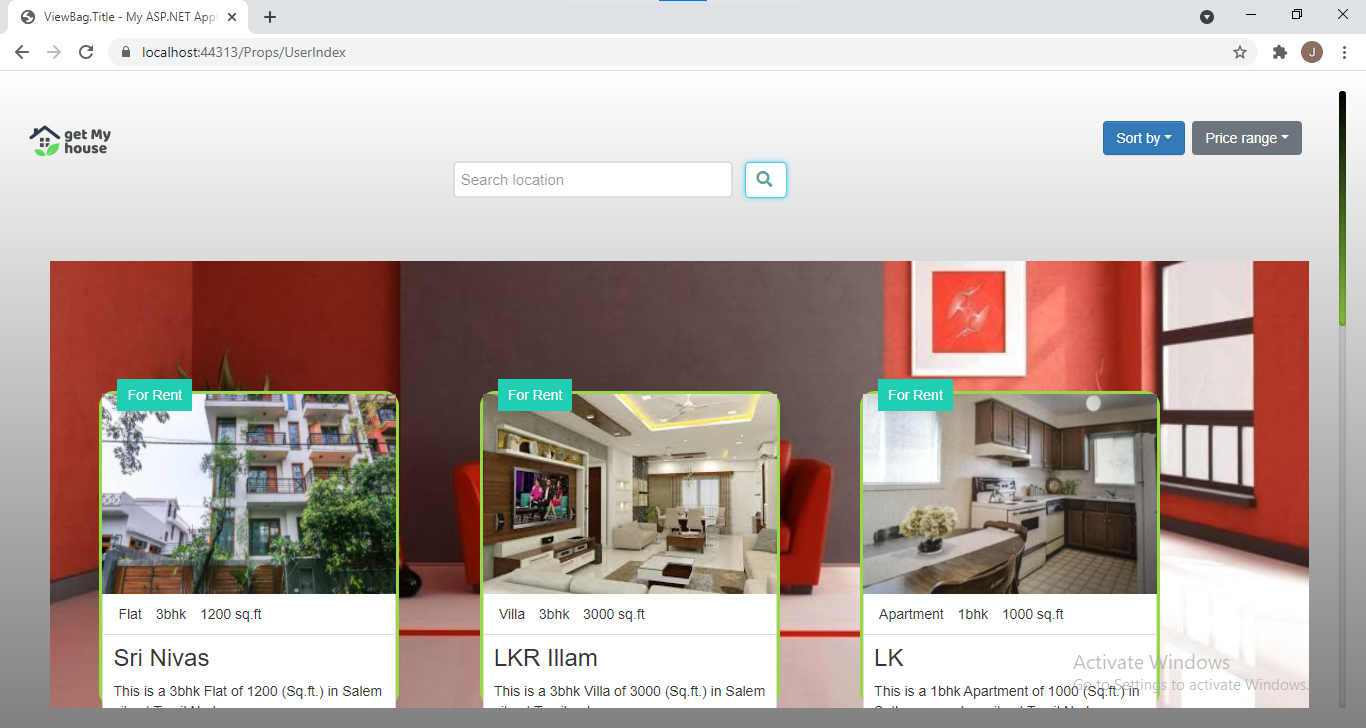 ViewBag.Title - My ASP.NET Appl
localhost:44313/Props/UserIndex
J
get My
house
Sort by
Price range
Search location
For Rent
For Rent
For Rent
Flat 3bhk 1200 sq.ft
Villa 3bhk 3000 sq.ft
Apartment 1bhk 1000 sq.ft
Sri Nivas
LKR Illam
LK
This is a 3bhk Flat of 1200 (Sq.ft.) in Salem
This is a 3bhk Villa of 3000 (Sq.ft.) in Salem
This is a 1bhk Apartment of 1000 (Sq.ft.) in
Activate Windows
Go to Settings to activate Windows.